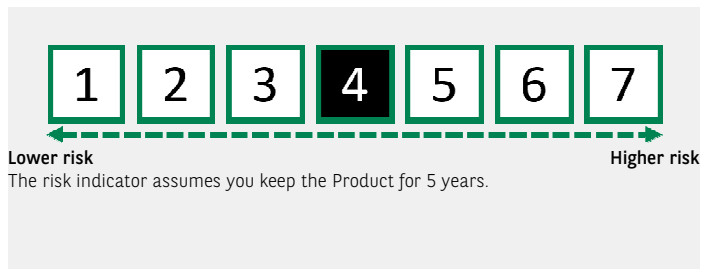 1 2 3 4 5 6 7
Lower risk Higher risk
The risk indicator assumes you keep the Product for 5 years.